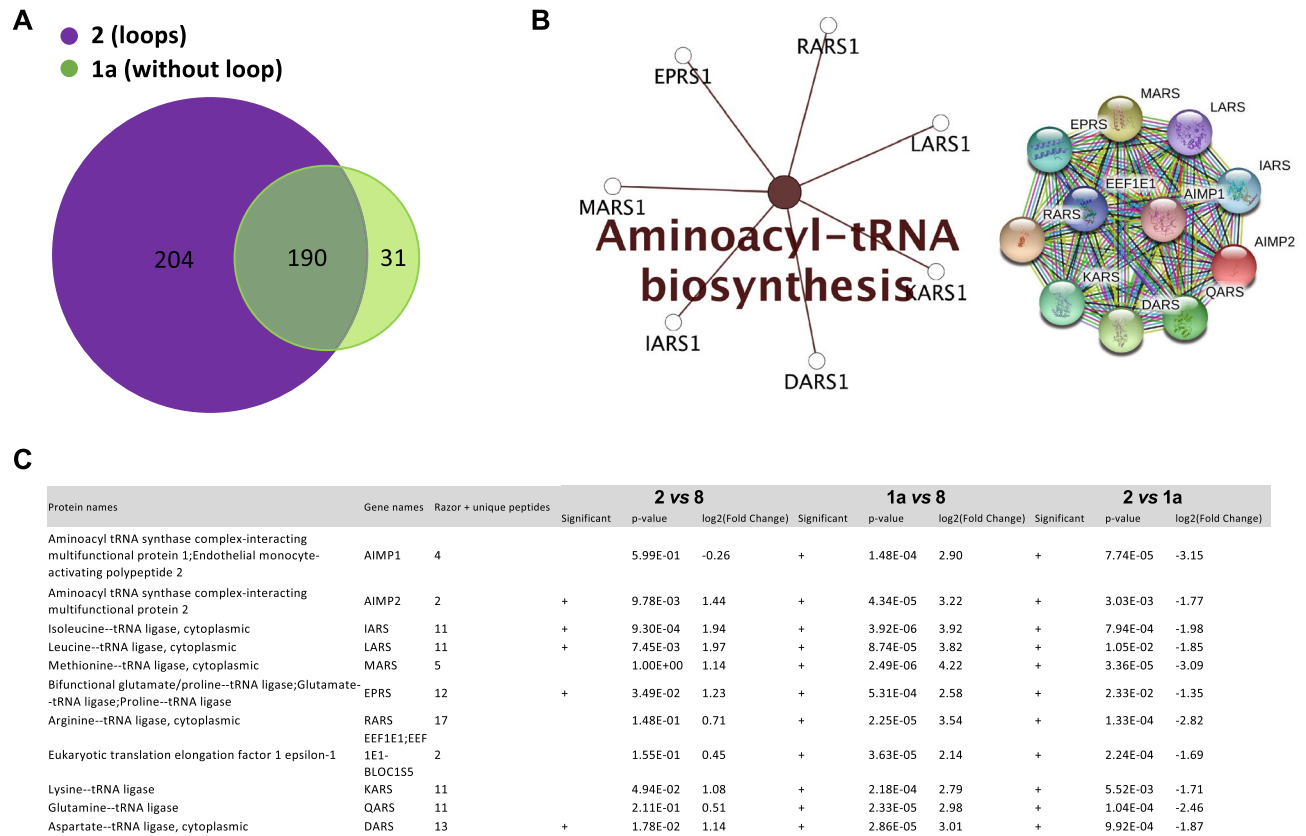 A
2 (loops)
1a (without loop)
204
190
31
B
RARS1
EPRS1
LARS1
MARS1
Aminoacyl-tRNA
biosynthesis
KARS1
IARS1
DARS1
MARS
LARS
EPRS
IARS
EEF1E1
AIMP1
RARS
AIMP2
KARS
QARS
DARS
C
2 vs 8 1a vs 8 2 vs 1a
Protein names Gene names Razor + unique peptides
Significant p-value log2(Fold Change) Significant p-value log2(Fold Change) Significant p-value log2(Fold Change)
Aminoacyl tRNA synthase complex-interacting
multifunctional protein 1;Endothelial monocyte- AIMP1 4 5.99E-01 -0.26 + 1.48E-04 2.90 + 7.74E-05 -3.15
activating polypeptide 2
Aminoacyl tRNA synthase complex-interacting
multifunctional protein 2 AIMP2 2 + 9.78E-03 1.44 + 4.34E-05 3.22 + 3.03E-03 -1.77
Isoleucine--tRNA ligase, cytoplasmic IARS 11 + 9.30E-04 1.94 + 3.92E-06 3.92 + 7.94E-04 -1.98
Leucine--tRNA ligase, cytoplasmic LARS 11 + 7.45E-03 1.97 + 8.74E-05 3.82 + 1.05E-02 -1.85
Methionine--tRNA ligase, cytoplasmic MARS 5 1.00E+00 1.14 + 2.49E-06 4.22 + 3.36E-05 -3.09
Bifunctional glutamate/proline--tRNA ligase;Glutamate-
-tRNA ligase;Proline--tRNA ligase EPRS 12 + 3.49E-02 1.23 + 5.31E-04 2.58 + 2.33E-02 -1.35
Arginine--tRNA ligase, cytoplasmic RARS 17 1.48E-01 0.71 + 2.25E-05 3.54 + 1.33E-04 -2.82
EEF1E1;EEF
Eukaryotic translation elongation factor 1 epsilon-1 1E1- 2 1.55E-01 0.45 + 3.63E-05 2.14 + 2.24E-04 -1.69
BLOC1S5
Lysine--tRNA ligase KARS 11 4.94E-02 1.08 + 2.18E-04 2.79 + 5.52E-03 -1.71
Glutamine--tRNA ligase QARS 11 2.11E-01 0.51 + 2.33E-05 2.98 + 1.04E-04 -2.46
Aspartate--tRNA ligase, cytoplasmic DARS 13 + 1.78E-02 1.14 + 2.86E-05 3.01 + 9.92E-04 -1.87